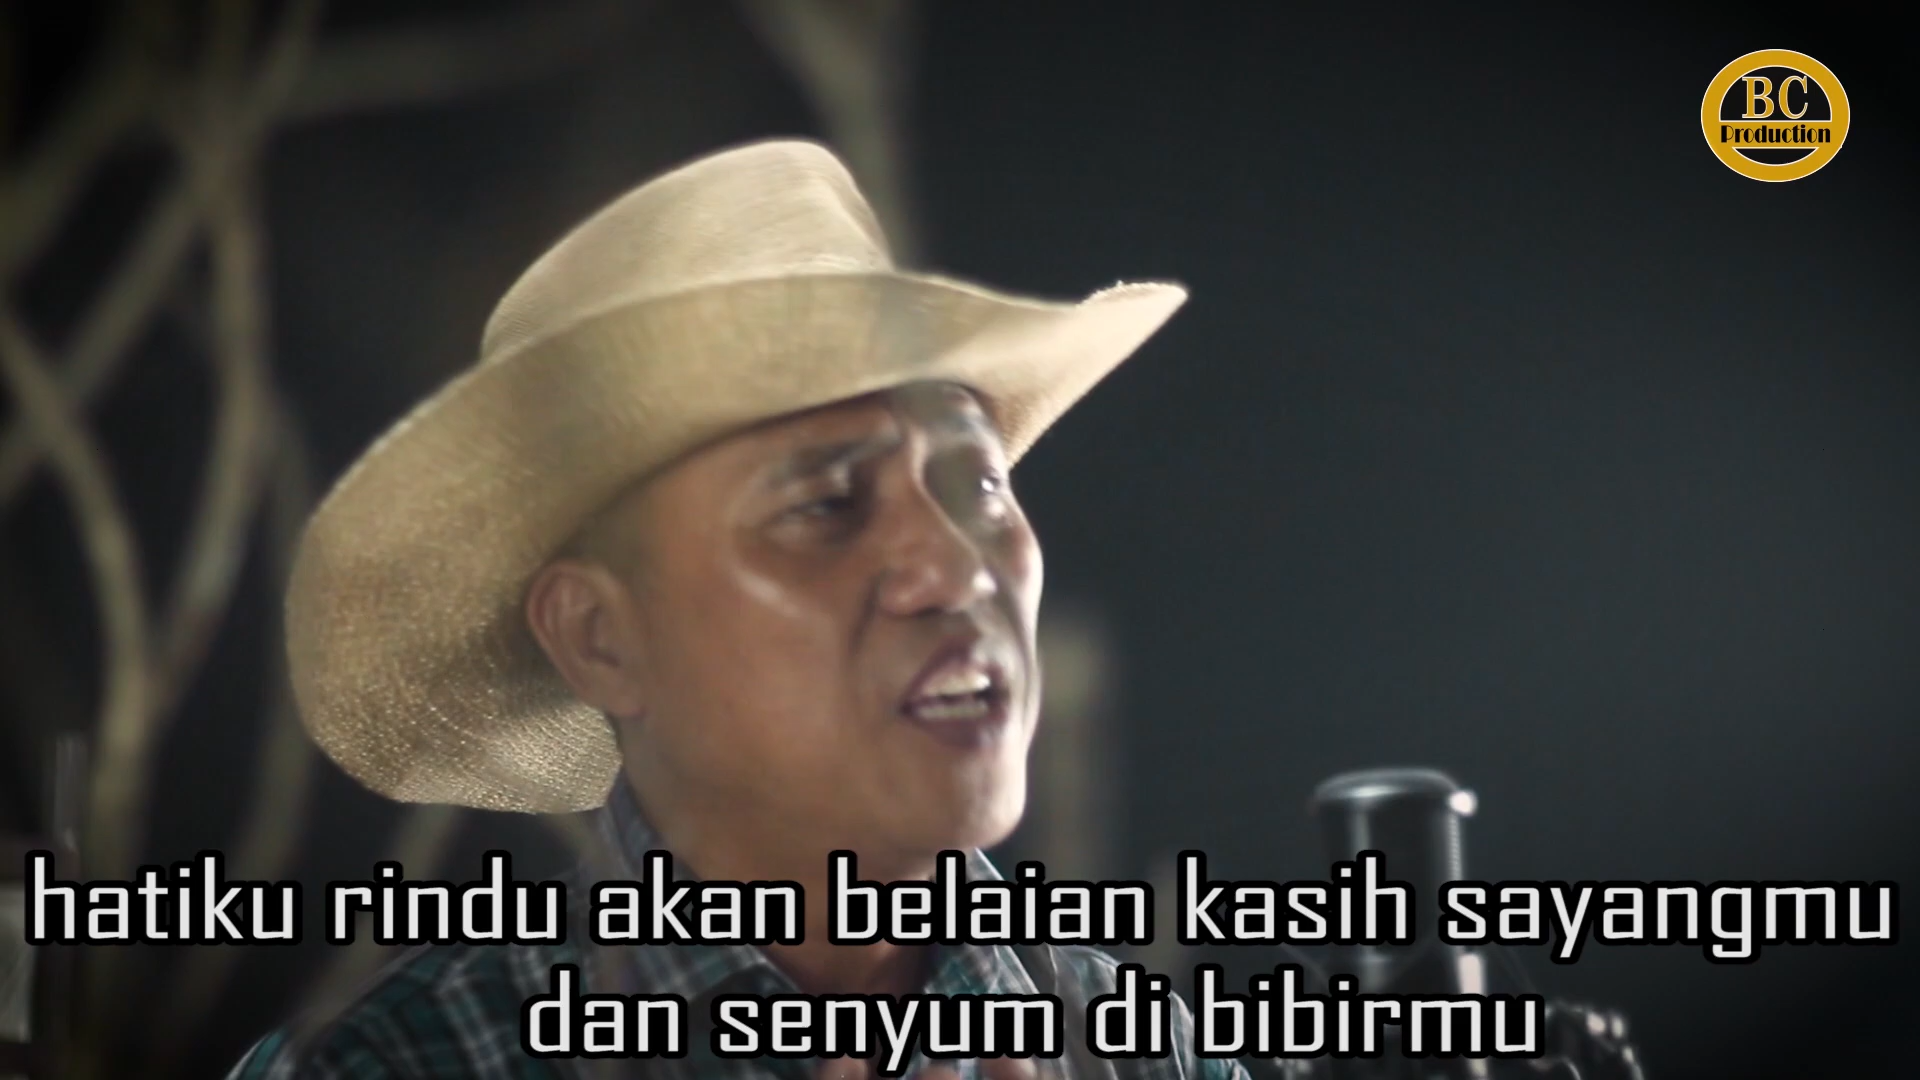 BC
Production
hatiku rindu akan belaian kasih sayangmu
dan senyum di bibirmu